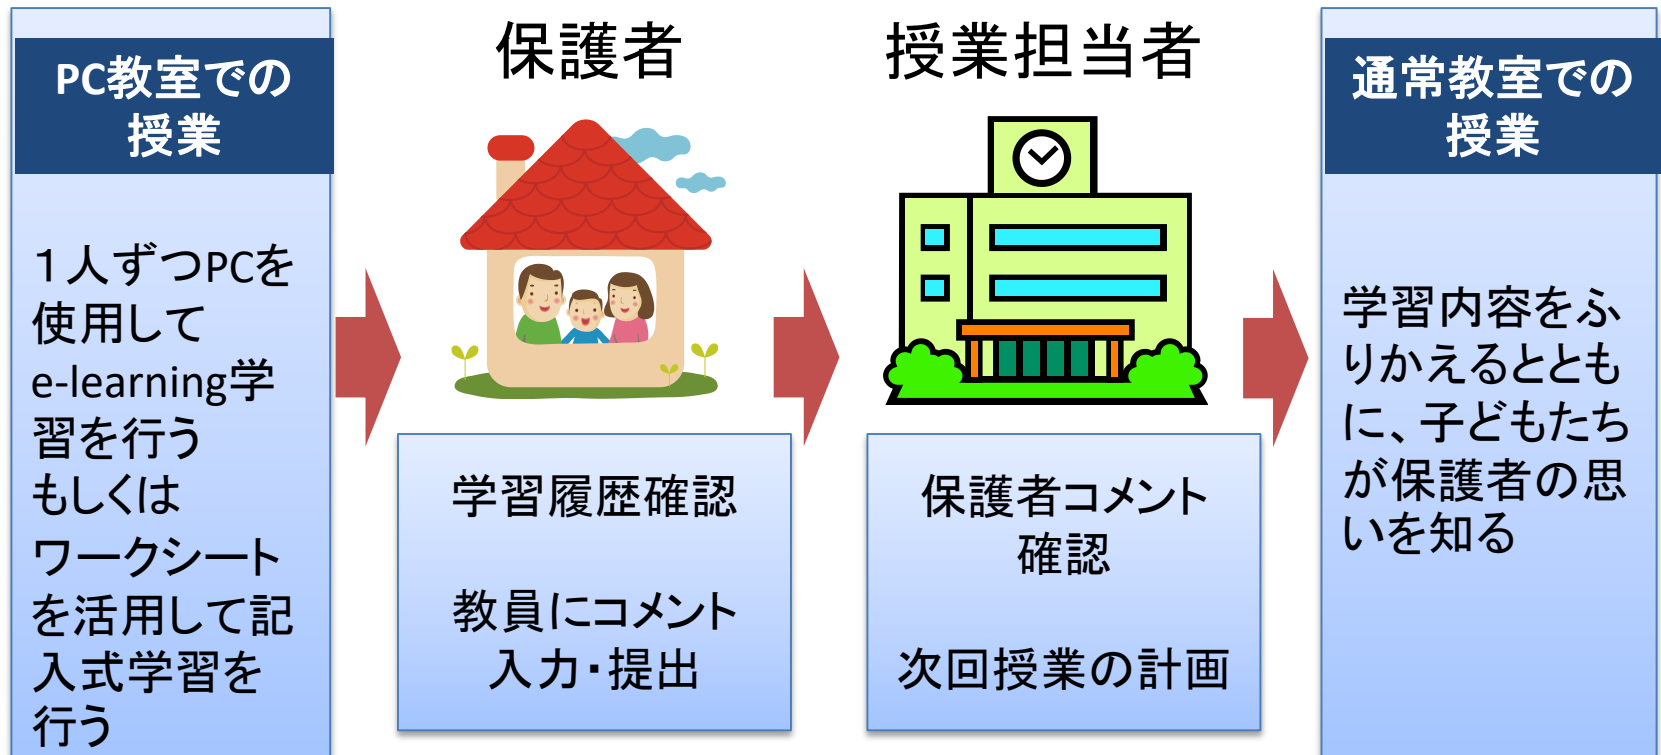 PC教室での
授業
１人ずつPCを
使用して
e-learning学
習を行う
もしくは
ワークシート
を活用して記
入式学習を
行う
保護者
学習履歴確認
教員にコメント
入力・提出
授業担当者
保護者コメント
確認
次回授業の計画
通常教室での
授業
学習内容をふ
りかえるととも
に、子どもたち
が保護者の思
いを知る